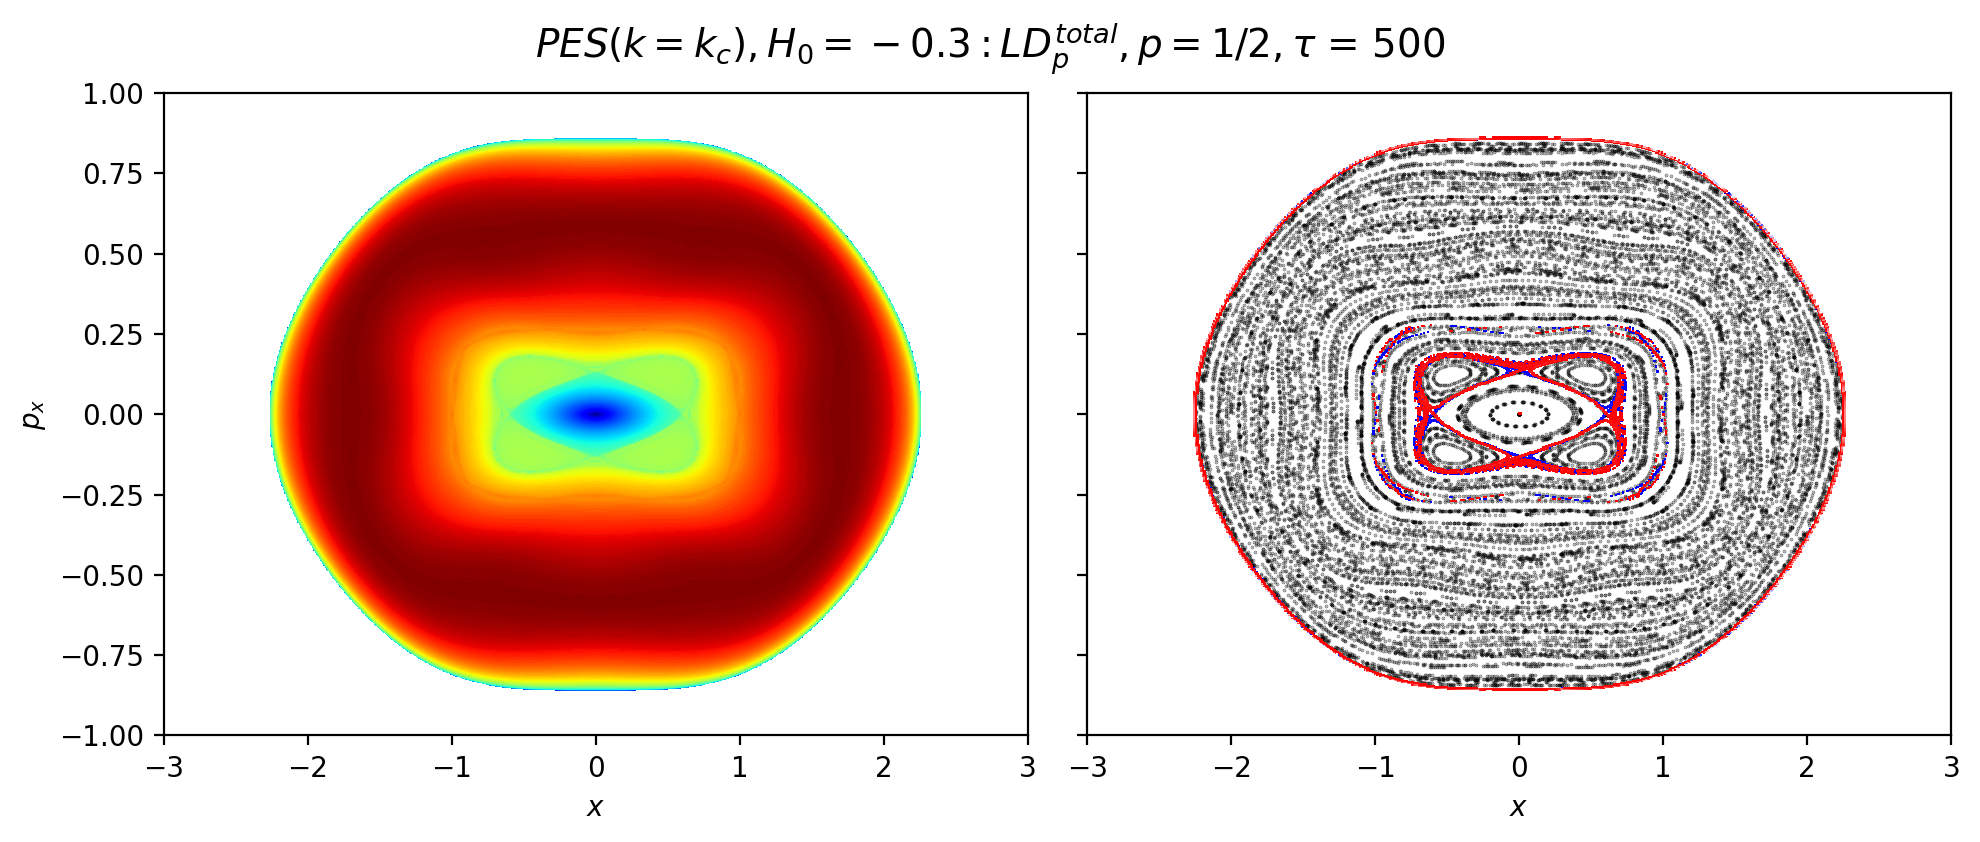 PES(k = k_c), H_0 = −0.3 : LD_p^{total}, p = 1/2, τ = 500
1.00
0.75
0.50
0.25
0.00
−0.25
−0.50
−0.75
−1.00
p_x
−3 −2 −1 0 1 2 3
x
−3 −2 −1 0 1 2 3
x